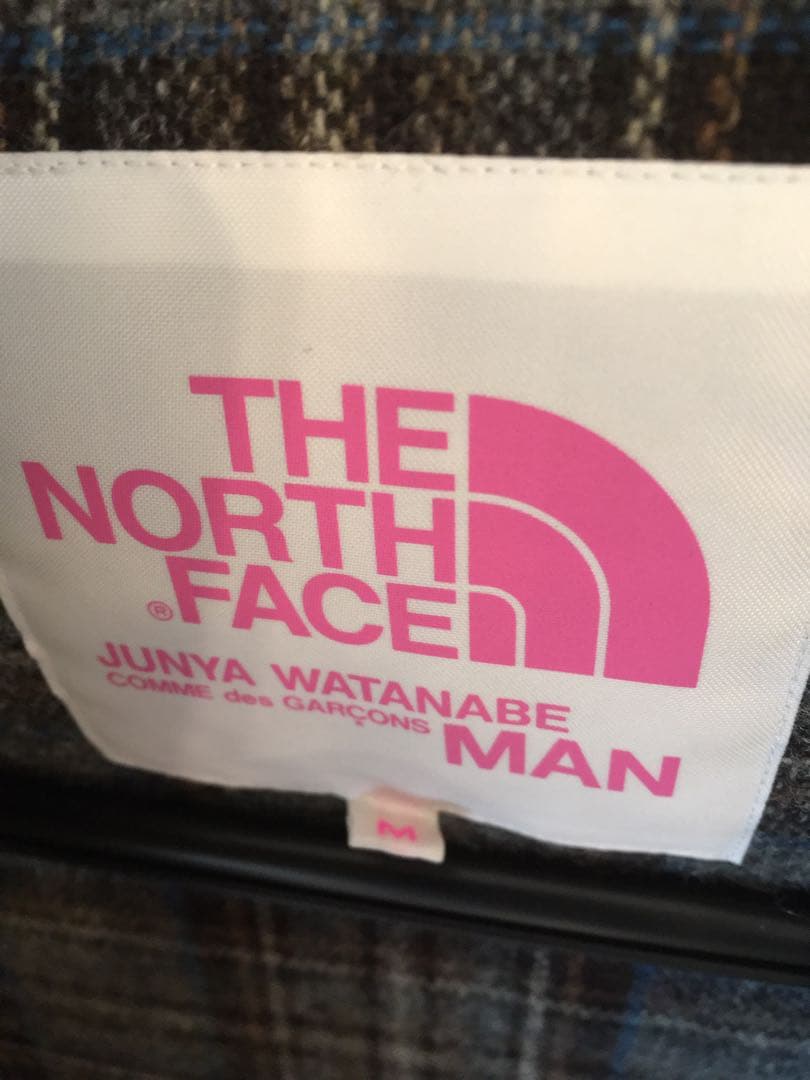 THE
NORTH
FACE
®
JUNYA WATANABE
COMME des GARÇONS
MAN
M